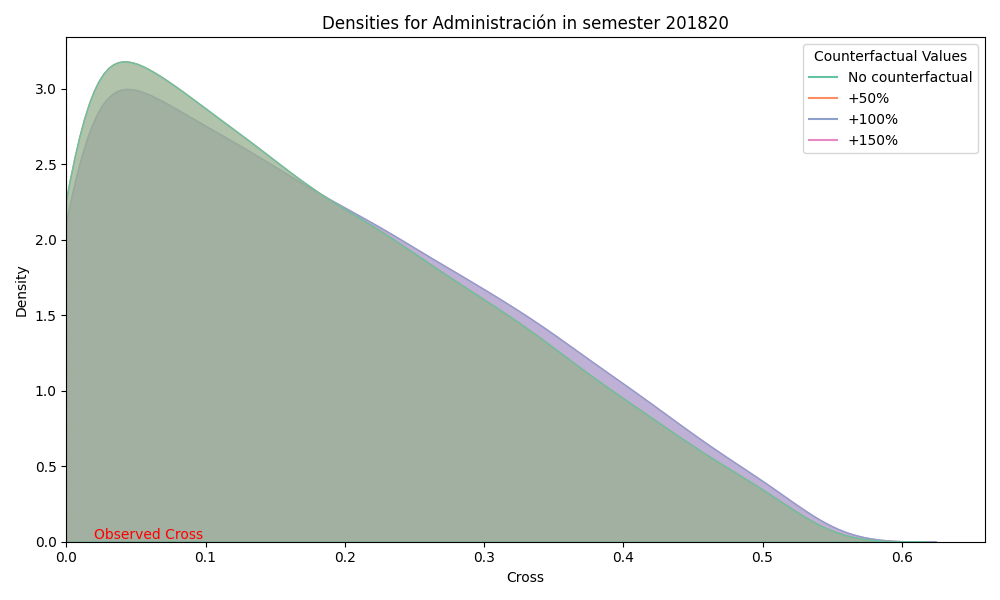 Densities for Administración in semester 201820
Counterfactual Values
No counterfactual
+50%
+100%
+150%
3.0
2.5
2.0
1.5
1.0
0.5
0.0
Density
Observed Cross
0.0 0.1 0.2 0.3 0.4 0.5 0.6
Cross